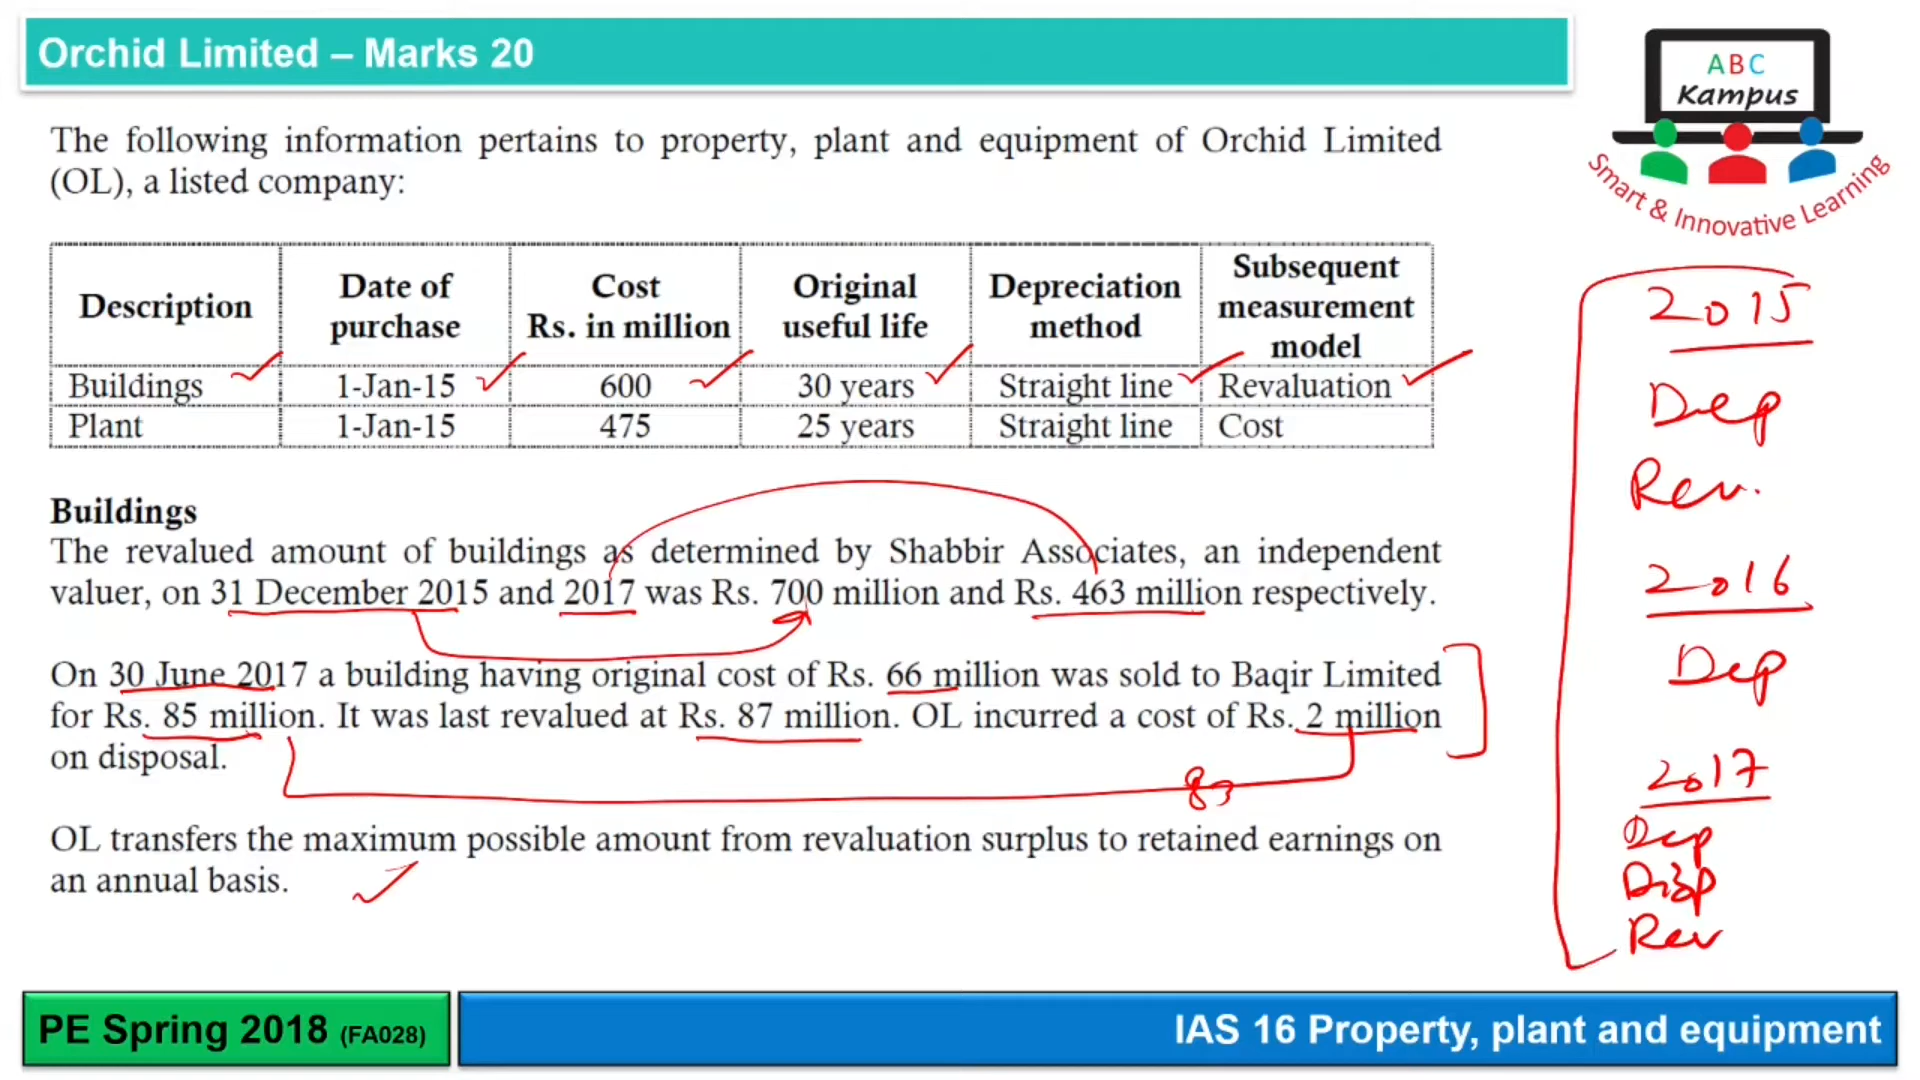 Orchid Limited – Marks 20
ABC
Kampus
Smart & Innovative Learning
The following information pertains to property, plant and equipment of Orchid Limited
(OL), a listed company:
Description | Date of purchase | Cost Rs. in million | Original useful life | Depreciation method | Subsequent measurement model
Buildings | 1-Jan-15 | 600 | 30 years | Straight line | Revaluation
Plant | 1-Jan-15 | 475 | 25 years | Straight line | Cost
Buildings
The revalued amount of buildings as determined by Shabbir Associates, an independent
valuer, on 31 December 2015 and 2017 was Rs. 700 million and Rs. 463 million respectively.
On 30 June 2017 a building having original cost of Rs. 66 million was sold to Baqir Limited
for Rs. 85 million. It was last revalued at Rs. 87 million. OL incurred a cost of Rs. 2 million
on disposal.
83
OL transfers the maximum possible amount from revaluation surplus to retained earnings on
an annual basis.
2015
Dep
Rev.
2016
Dep
2017
Dep
Disp
Rev
PE Spring 2018 (FA028)
IAS 16 Property, plant and equipment